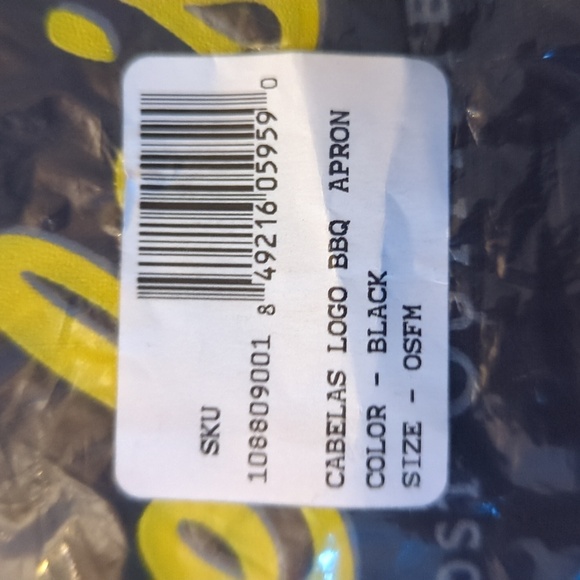 SKU
108809001
8 49216 05959 0
CABELAS LOGO BBQ APRON
COLOR - BLACK
SIZE - OSFM